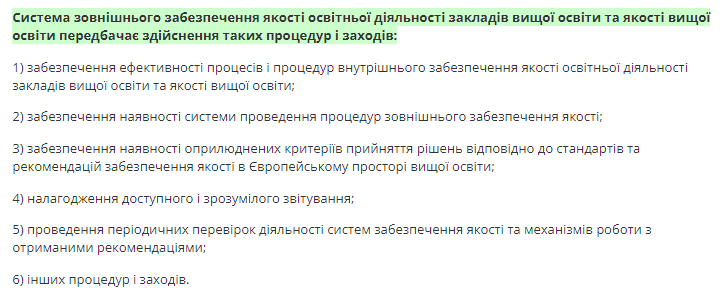 Система зовнішнього забезпечення якості освітньої діяльності закладів вищої освіти та якості вищої
освіти передбачає здійснення таких процедур і заходів:
1) забезпечення ефективності процесів і процедур внутрішнього забезпечення якості освітньої діяльності
закладів вищої освіти та якості вищої освіти;
2) забезпечення наявності системи проведення процедур зовнішнього забезпечення якості;
3) забезпечення наявності оприлюднених критеріїв прийняття рішень відповідно до стандартів та
рекомендацій забезпечення якості в Європейському просторі вищої освіти;
4) налагодження доступного і зрозумілого звітування;
5) проведення періодичних перевірок діяльності систем забезпечення якості та механізмів роботи з
отриманими рекомендаціями;
6) інших процедур і заходів.